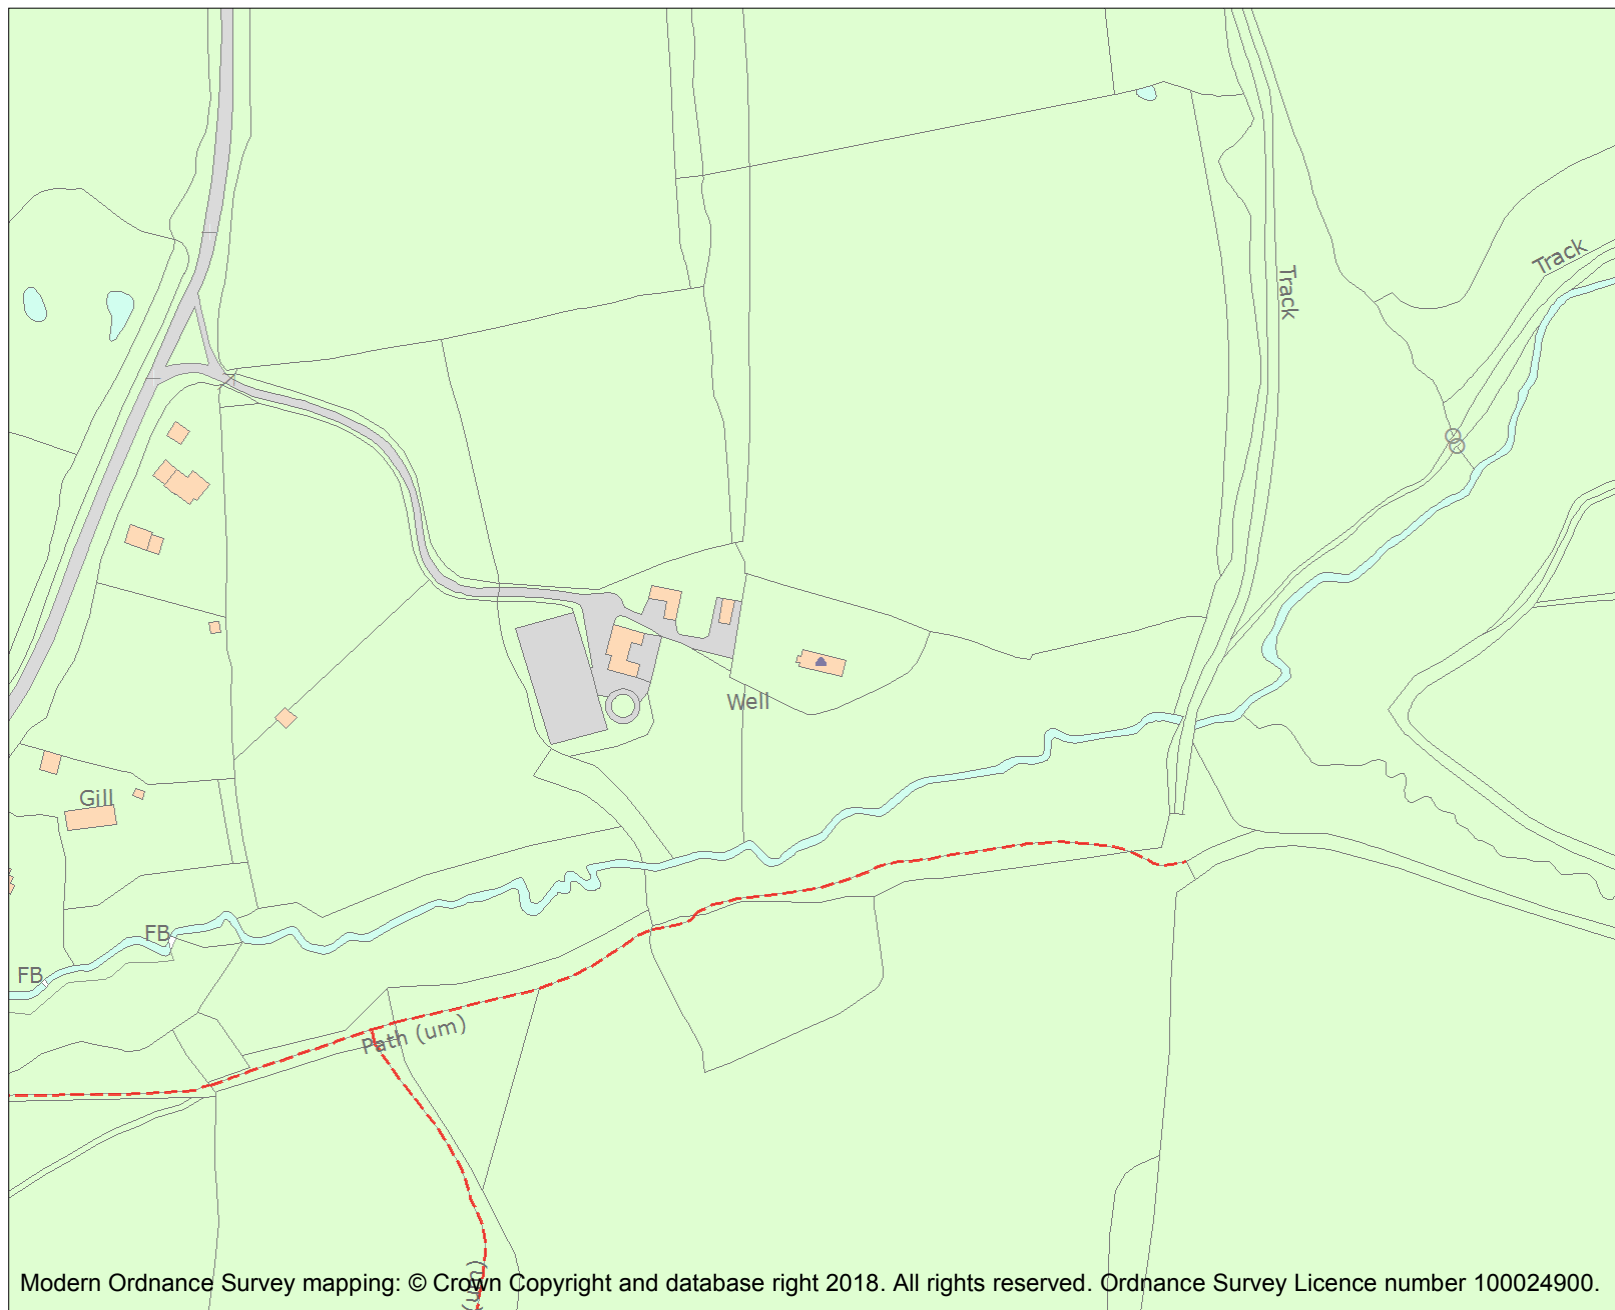 Track
Track
Well
Gill
FB
FB
Path (um)
(um)
Modern Ordnance Survey mapping: © Crown Copyright and database right 2018. All rights reserved. Ordnance Survey Licence number 100024900.